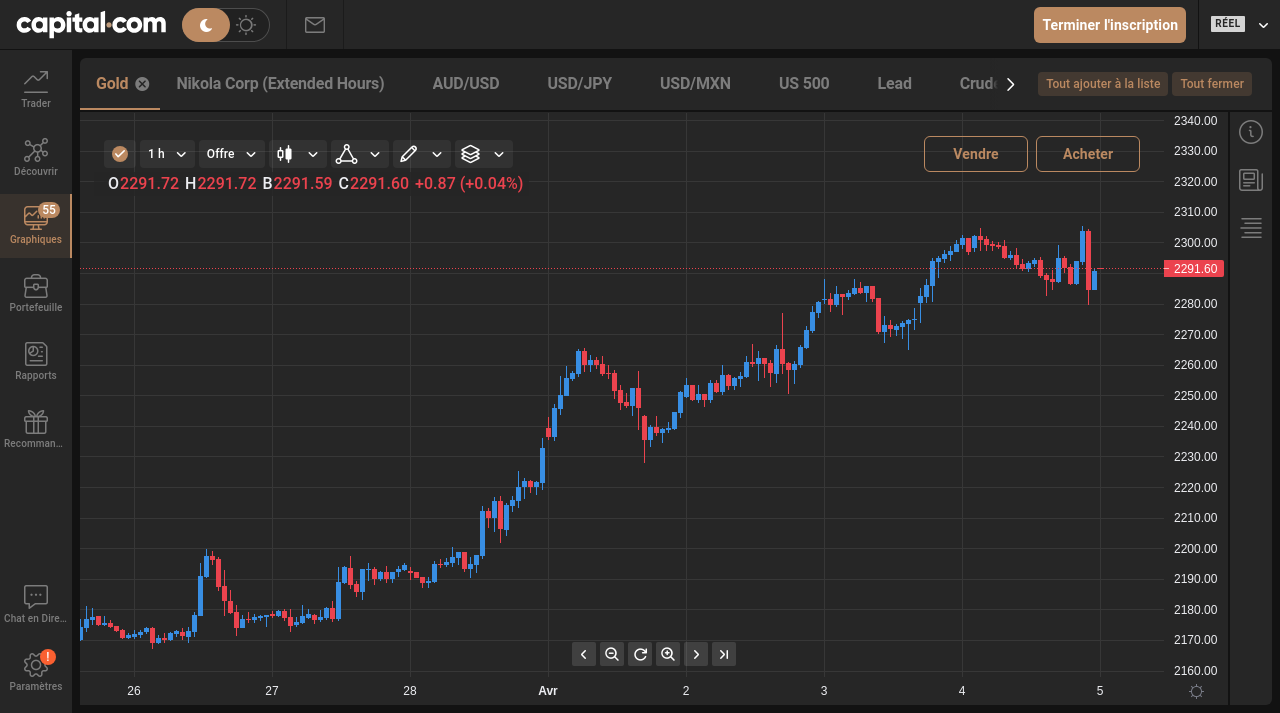 capital.com
Terminer l'inscription
RÉEL
Trader
Découvrir
55
Graphiques
Portefeuille
Rapports
Recomman...
Chat en Dire...
!
Paramètres
Gold
Nikola Corp (Extended Hours)
AUD/USD
USD/JPY
USD/MXN
US 500
Lead
Tout ajouter à la liste
Tout fermer
1 h
Offre
Vendre
Acheter
O2291.72 H2291.72 B2291.59 C2291.60 +0.87 (+0.04%)
2340.00
2330.00
2320.00
2310.00
2300.00
2291.60
2280.00
2270.00
2260.00
2250.00
2240.00
2230.00
2220.00
2210.00
2200.00
2190.00
2180.00
2170.00
2160.00
26 27 28 Avr 2 3 4 5